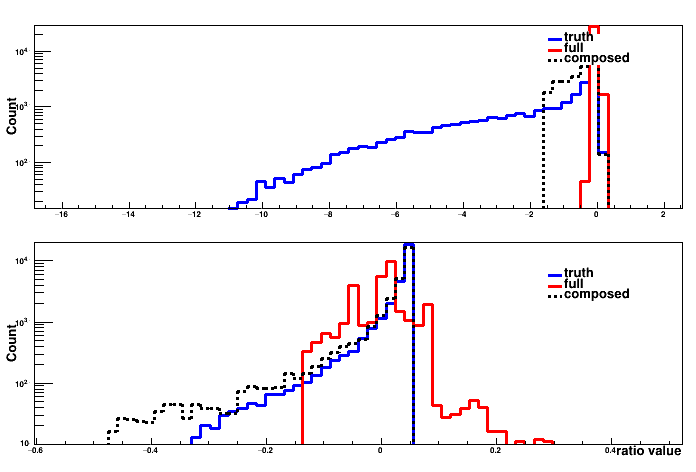 10⁴
10³
10²
Count
truth
full
composed
−16 −14 −12 −10 −8 −6 −4 −2 0 2
10⁴
10³
10²
10
Count
truth
full
composed
−0.6 −0.4 −0.2 0 0.2 0.4
ratio value